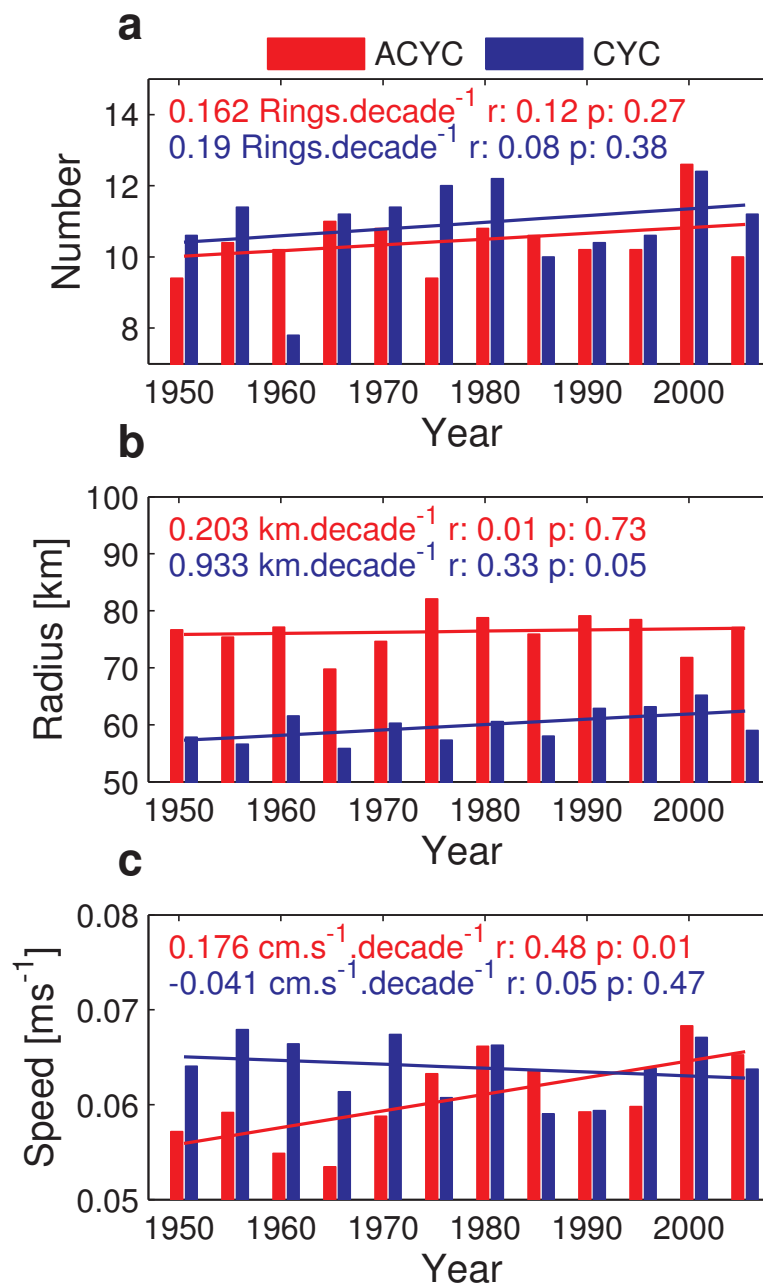 a
ACYC CYC
14
12
10
8
Number
0.162 Rings.decade⁻¹ r: 0.12 p: 0.27
0.19 Rings.decade⁻¹ r: 0.08 p: 0.38
1950 1960 1970 1980 1990 2000
Year
b
100
90
80
70
60
50
Radius [km]
0.203 km.decade⁻¹ r: 0.01 p: 0.73
0.933 km.decade⁻¹ r: 0.33 p: 0.05
1950 1960 1970 1980 1990 2000
Year
c
0.08
0.07
0.06
0.05
Speed [ms⁻¹]
0.176 cm.s⁻¹.decade⁻¹ r: 0.48 p: 0.01
-0.041 cm.s⁻¹.decade⁻¹ r: 0.05 p: 0.47
1950 1960 1970 1980 1990 2000
Year